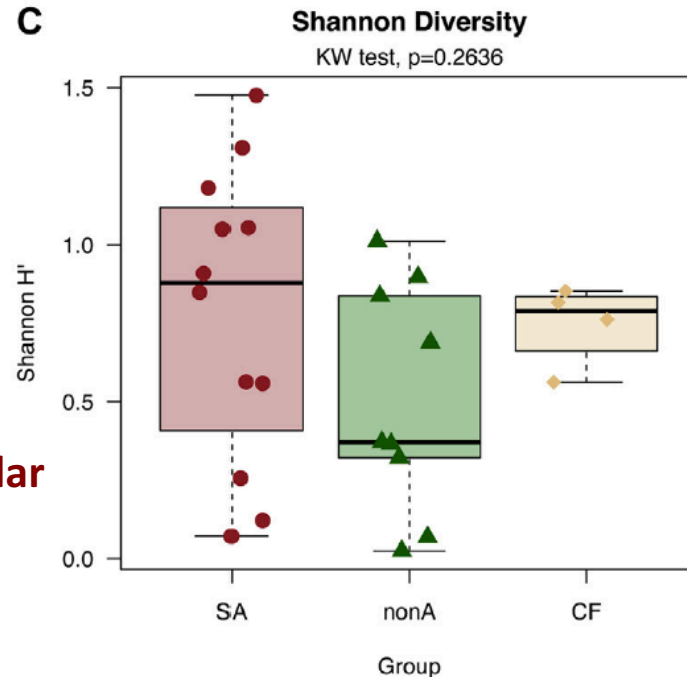 C
Shannon Diversity
KW test, p=0.2636
1.5
1.0
0.5
0.0
Shannon H'
lar
SA
nonA
CF
Group